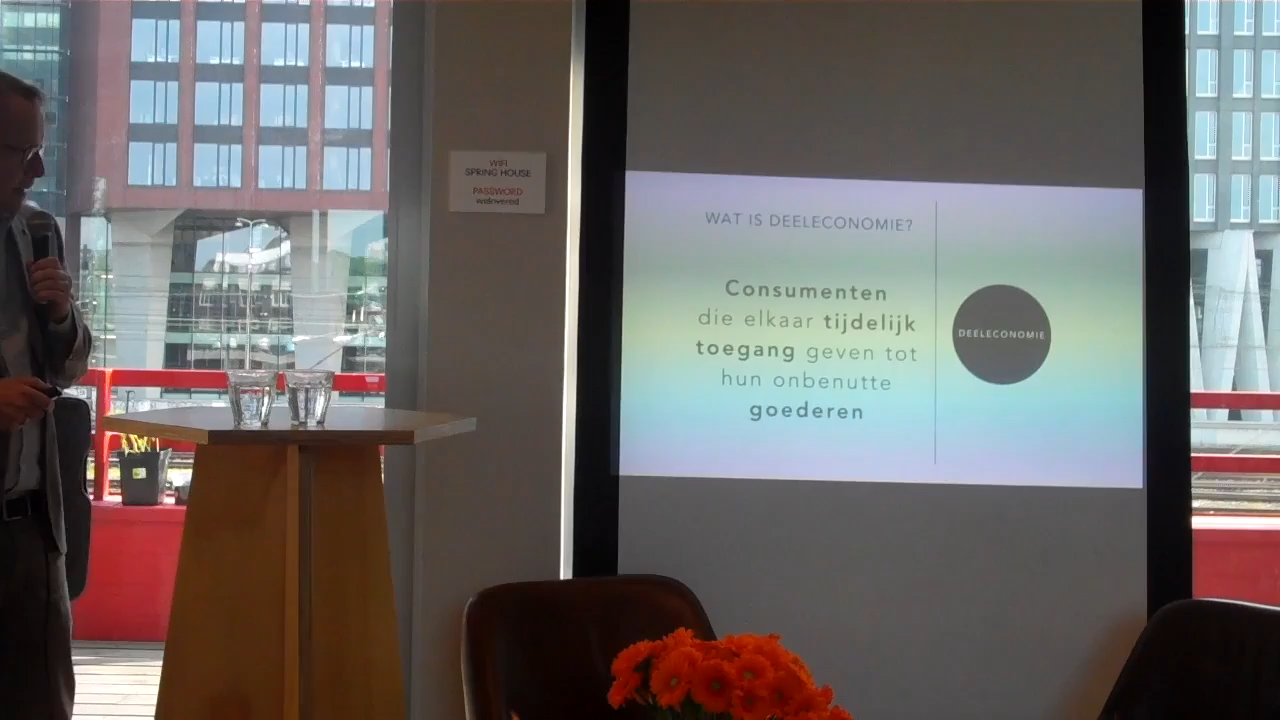 WIFI
SPRING HOUSE
PASSWORD
WAT IS DEELECONOMIE?
Consumenten
die elkaar tijdelijk
toegang geven tot
hun onbenutte
goederen
DEELECONOMIE